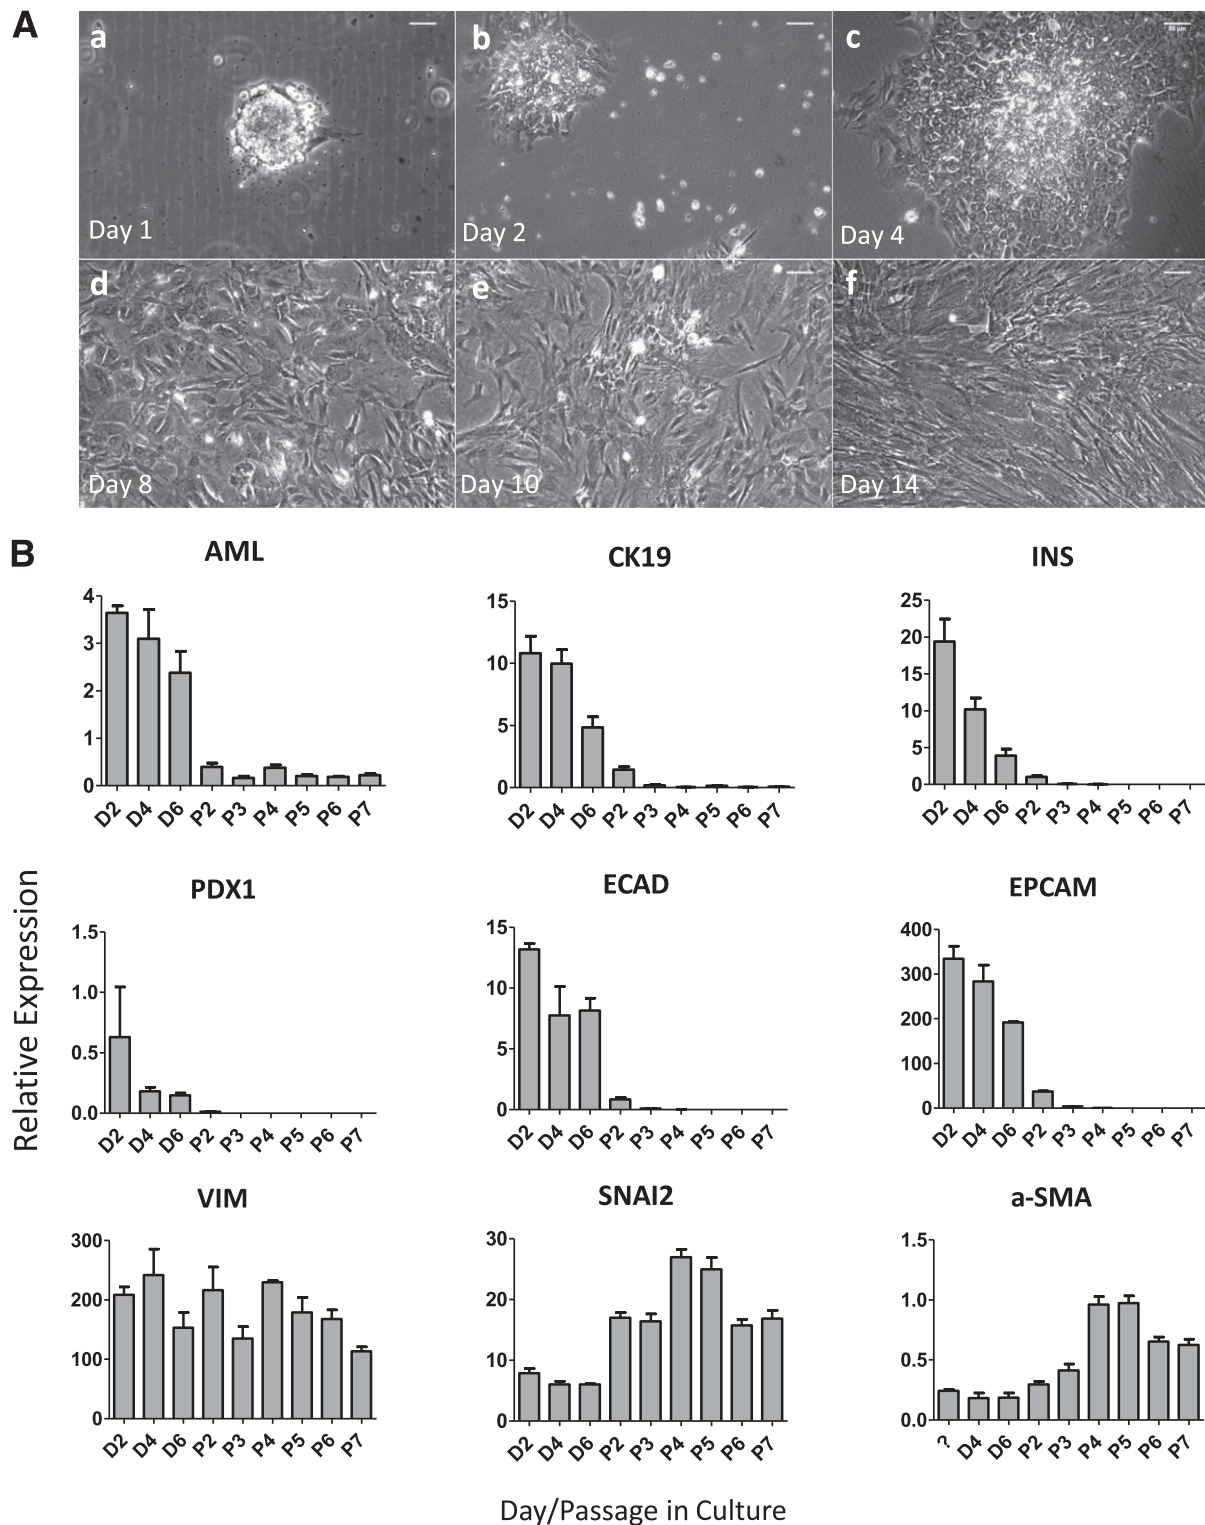 A
a
b
c
50 µm
Day 1
Day 2
Day 4
d
e
f
Day 8
Day 10
Day 14
B
Relative Expression
AML
4
3
2
1
0
D2 D4 D6 P2 P3 P4 P5 P6 P7
CK19
15
10
5
0
D2 D4 D6 P2 P3 P4 P5 P6 P7
INS
25
20
15
10
5
0
D2 D4 D6 P2 P3 P4 P5 P6 P7
PDX1
1.5
1.0
0.5
0.0
D2 D4 D6 P2 P3 P4 P5 P6 P7
ECAD
15
10
5
0
D2 D4 D6 P2 P3 P4 P5 P6 P7
EPCAM
400
300
200
100
0
D2 D4 D6 P2 P3 P4 P5 P6 P7
VIM
300
200
100
0
D2 D4 D6 P2 P3 P4 P5 P6 P7
SNAI2
30
20
10
0
D2 D4 D6 P2 P3 P4 P5 P6 P7
a-SMA
1.5
1.0
0.5
0.0
? D4 D6 P2 P3 P4 P5 P6 P7
Day/Passage in Culture